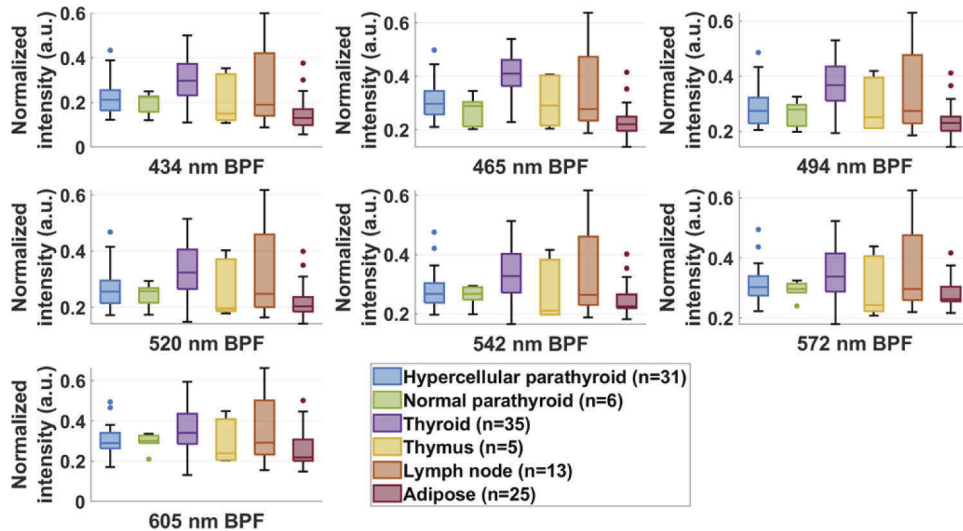 Normalized
intensity (a.u.)
0.6
0.4
0.2
0
434 nm BPF
Normalized
intensity (a.u.)
0.6
0.4
0.2
465 nm BPF
Normalized
intensity (a.u.)
0.6
0.4
0.2
494 nm BPF
Normalized
intensity (a.u.)
0.6
0.4
0.2
520 nm BPF
Normalized
intensity (a.u.)
0.6
0.4
0.2
542 nm BPF
Normalized
intensity (a.u.)
0.6
0.4
0.2
572 nm BPF
Normalized
intensity (a.u.)
0.6
0.4
0.2
0
605 nm BPF
Hypercellular parathyroid (n=31)
Normal parathyroid (n=6)
Thyroid (n=35)
Thymus (n=5)
Lymph node (n=13)
Adipose (n=25)